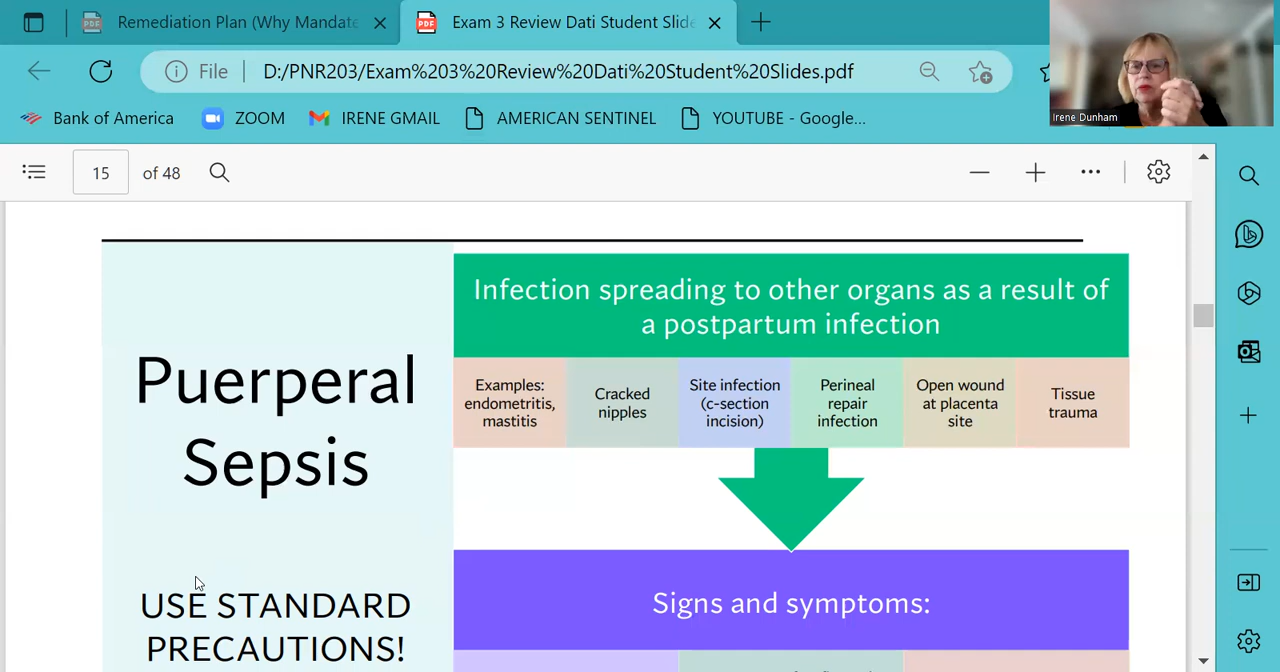 Remediation Plan (Why Mandate
Exam 3 Review Dati Student Slide
File
D:/PNR203/Exam%203%20Review%20Dati%20Student%20Slides.pdf
Bank of America
ZOOM
IRENE GMAIL
AMERICAN SENTINEL
YOUTUBE - Google...
Irene Dunham
15
of 48
Puerperal
Sepsis
USE STANDARD
PRECAUTIONS!
Infection spreading to other organs as a result of
a postpartum infection
Examples:
endometritis,
mastitis
Cracked
nipples
Site infection
(c-section
incision)
Perineal
repair
infection
Open wound
at placenta
site
Tissue
trauma
Signs and symptoms: